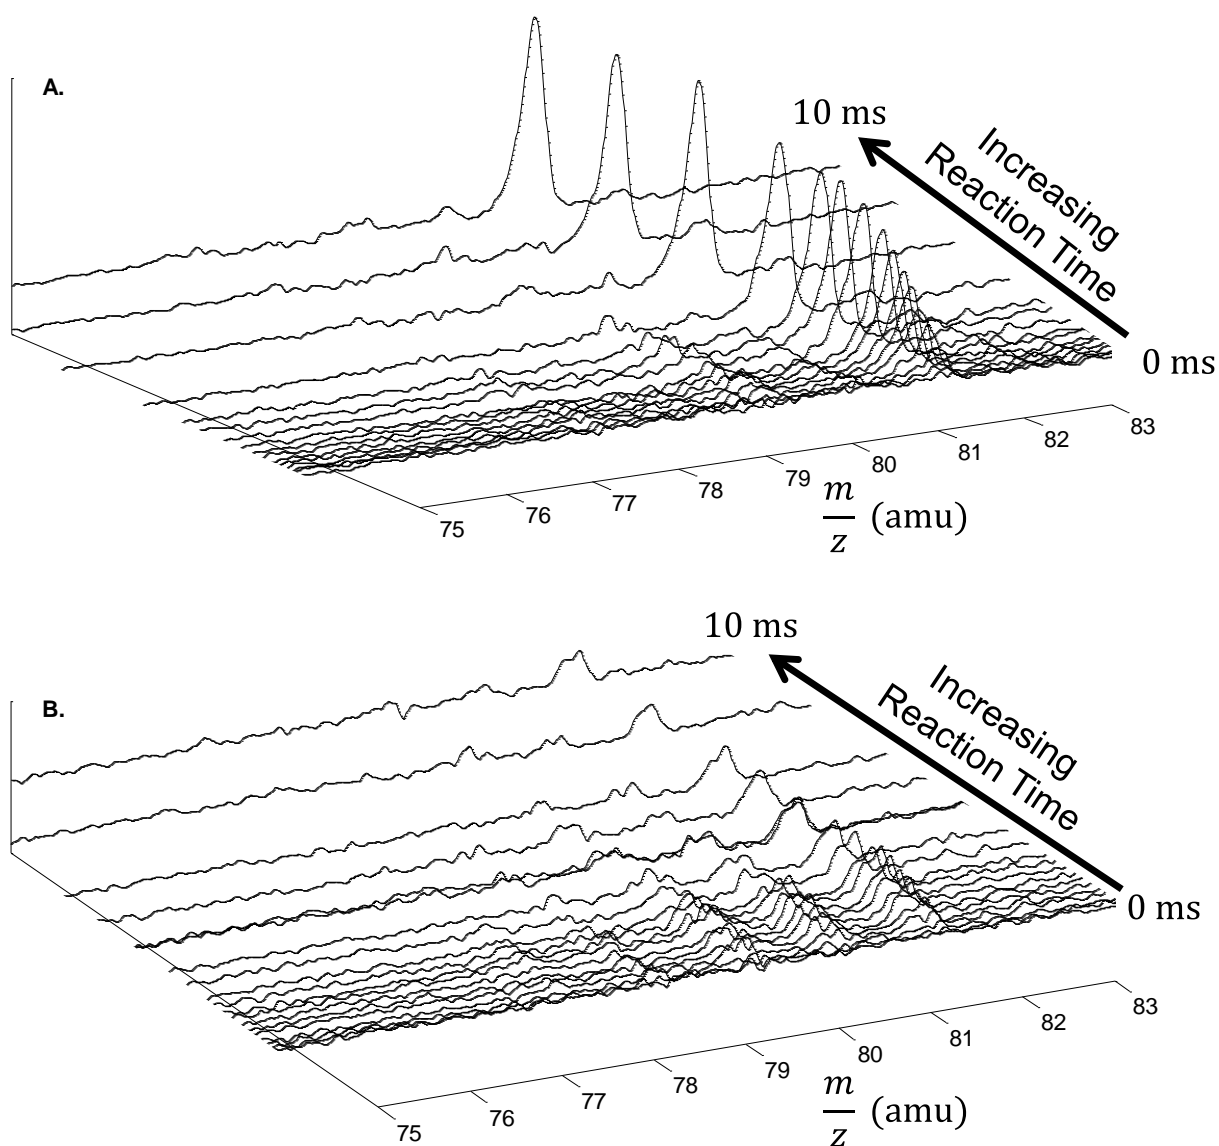 A.
10 ms
Increasing
Reaction Time
0 ms
75 76 77 78 79 80 81 82 83
m
z (amu)
B.
10 ms
Increasing
Reaction Time
0 ms
75 76 77 78 79 80 81 82 83
m
z (amu)